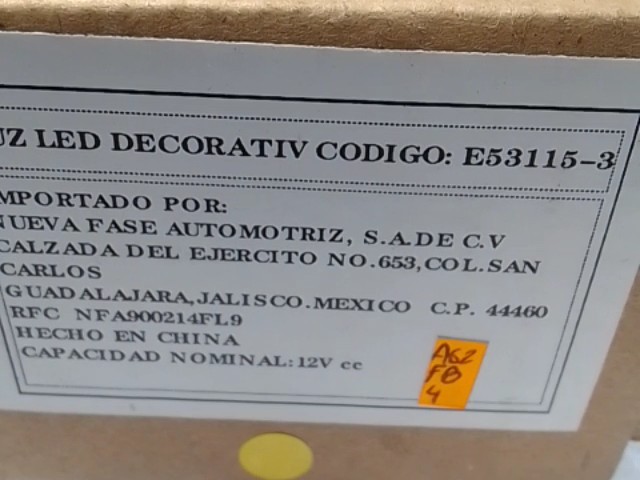 UZ LED DECORATIV CODIGO: E53115-3
MPORTADO POR:
NUEVA FASE AUTOMOTRIZ, S.A.DE C.V
CALZADA DEL EJERCITO NO.653,COL.SAN
CARLOS
GUADALAJARA,JALISCO.MEXICO C.P. 44460
RFC NFA900214FL9
HECHO EN CHINA
CAPACIDAD NOMINAL:12V cc
A62
FB
4